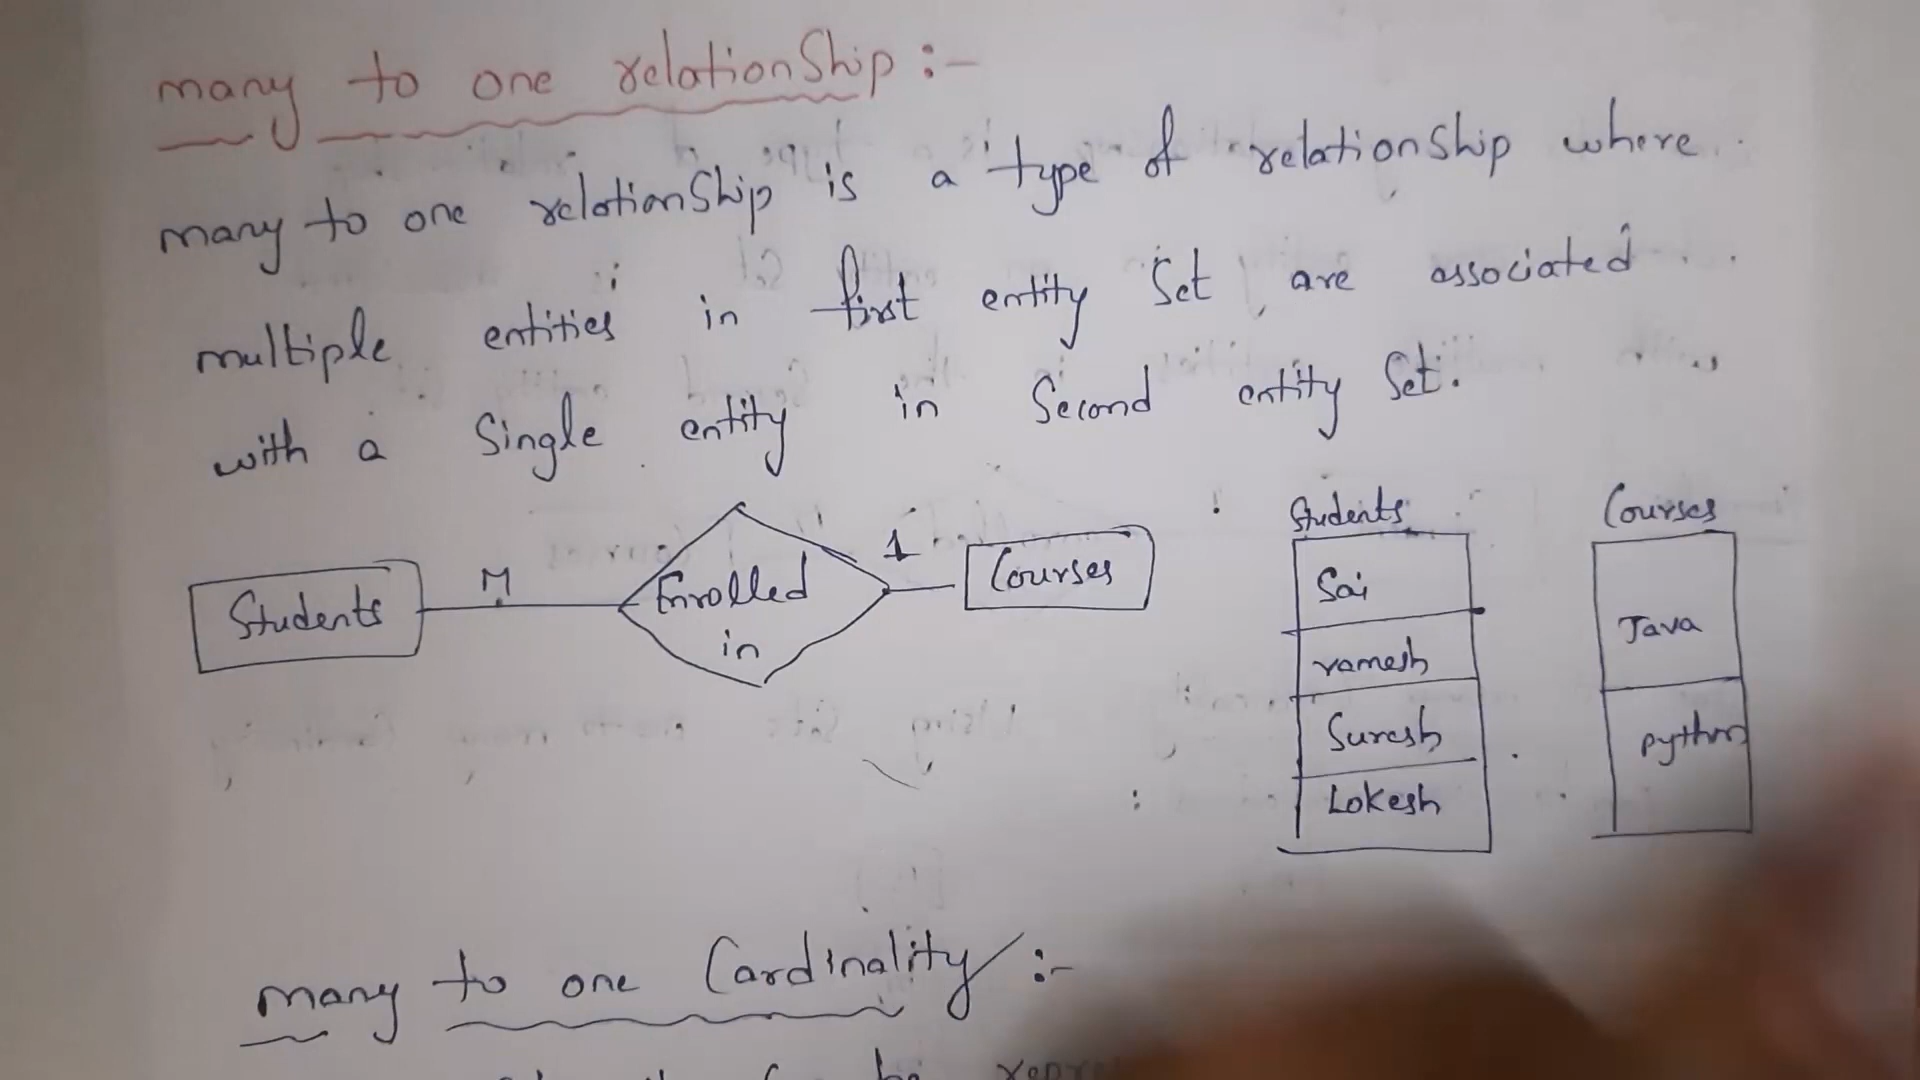 many to one relationship :-
many to one relationship is a type of relationship where
multiple entities in first entity Set are associated
with a Single entity in Second entity Set.
Students M Enrolled in 1 Courses
Students
Sai
ramesh
Suresh
Lokesh
Courses
Java
python
many to one Cardinality :-
be